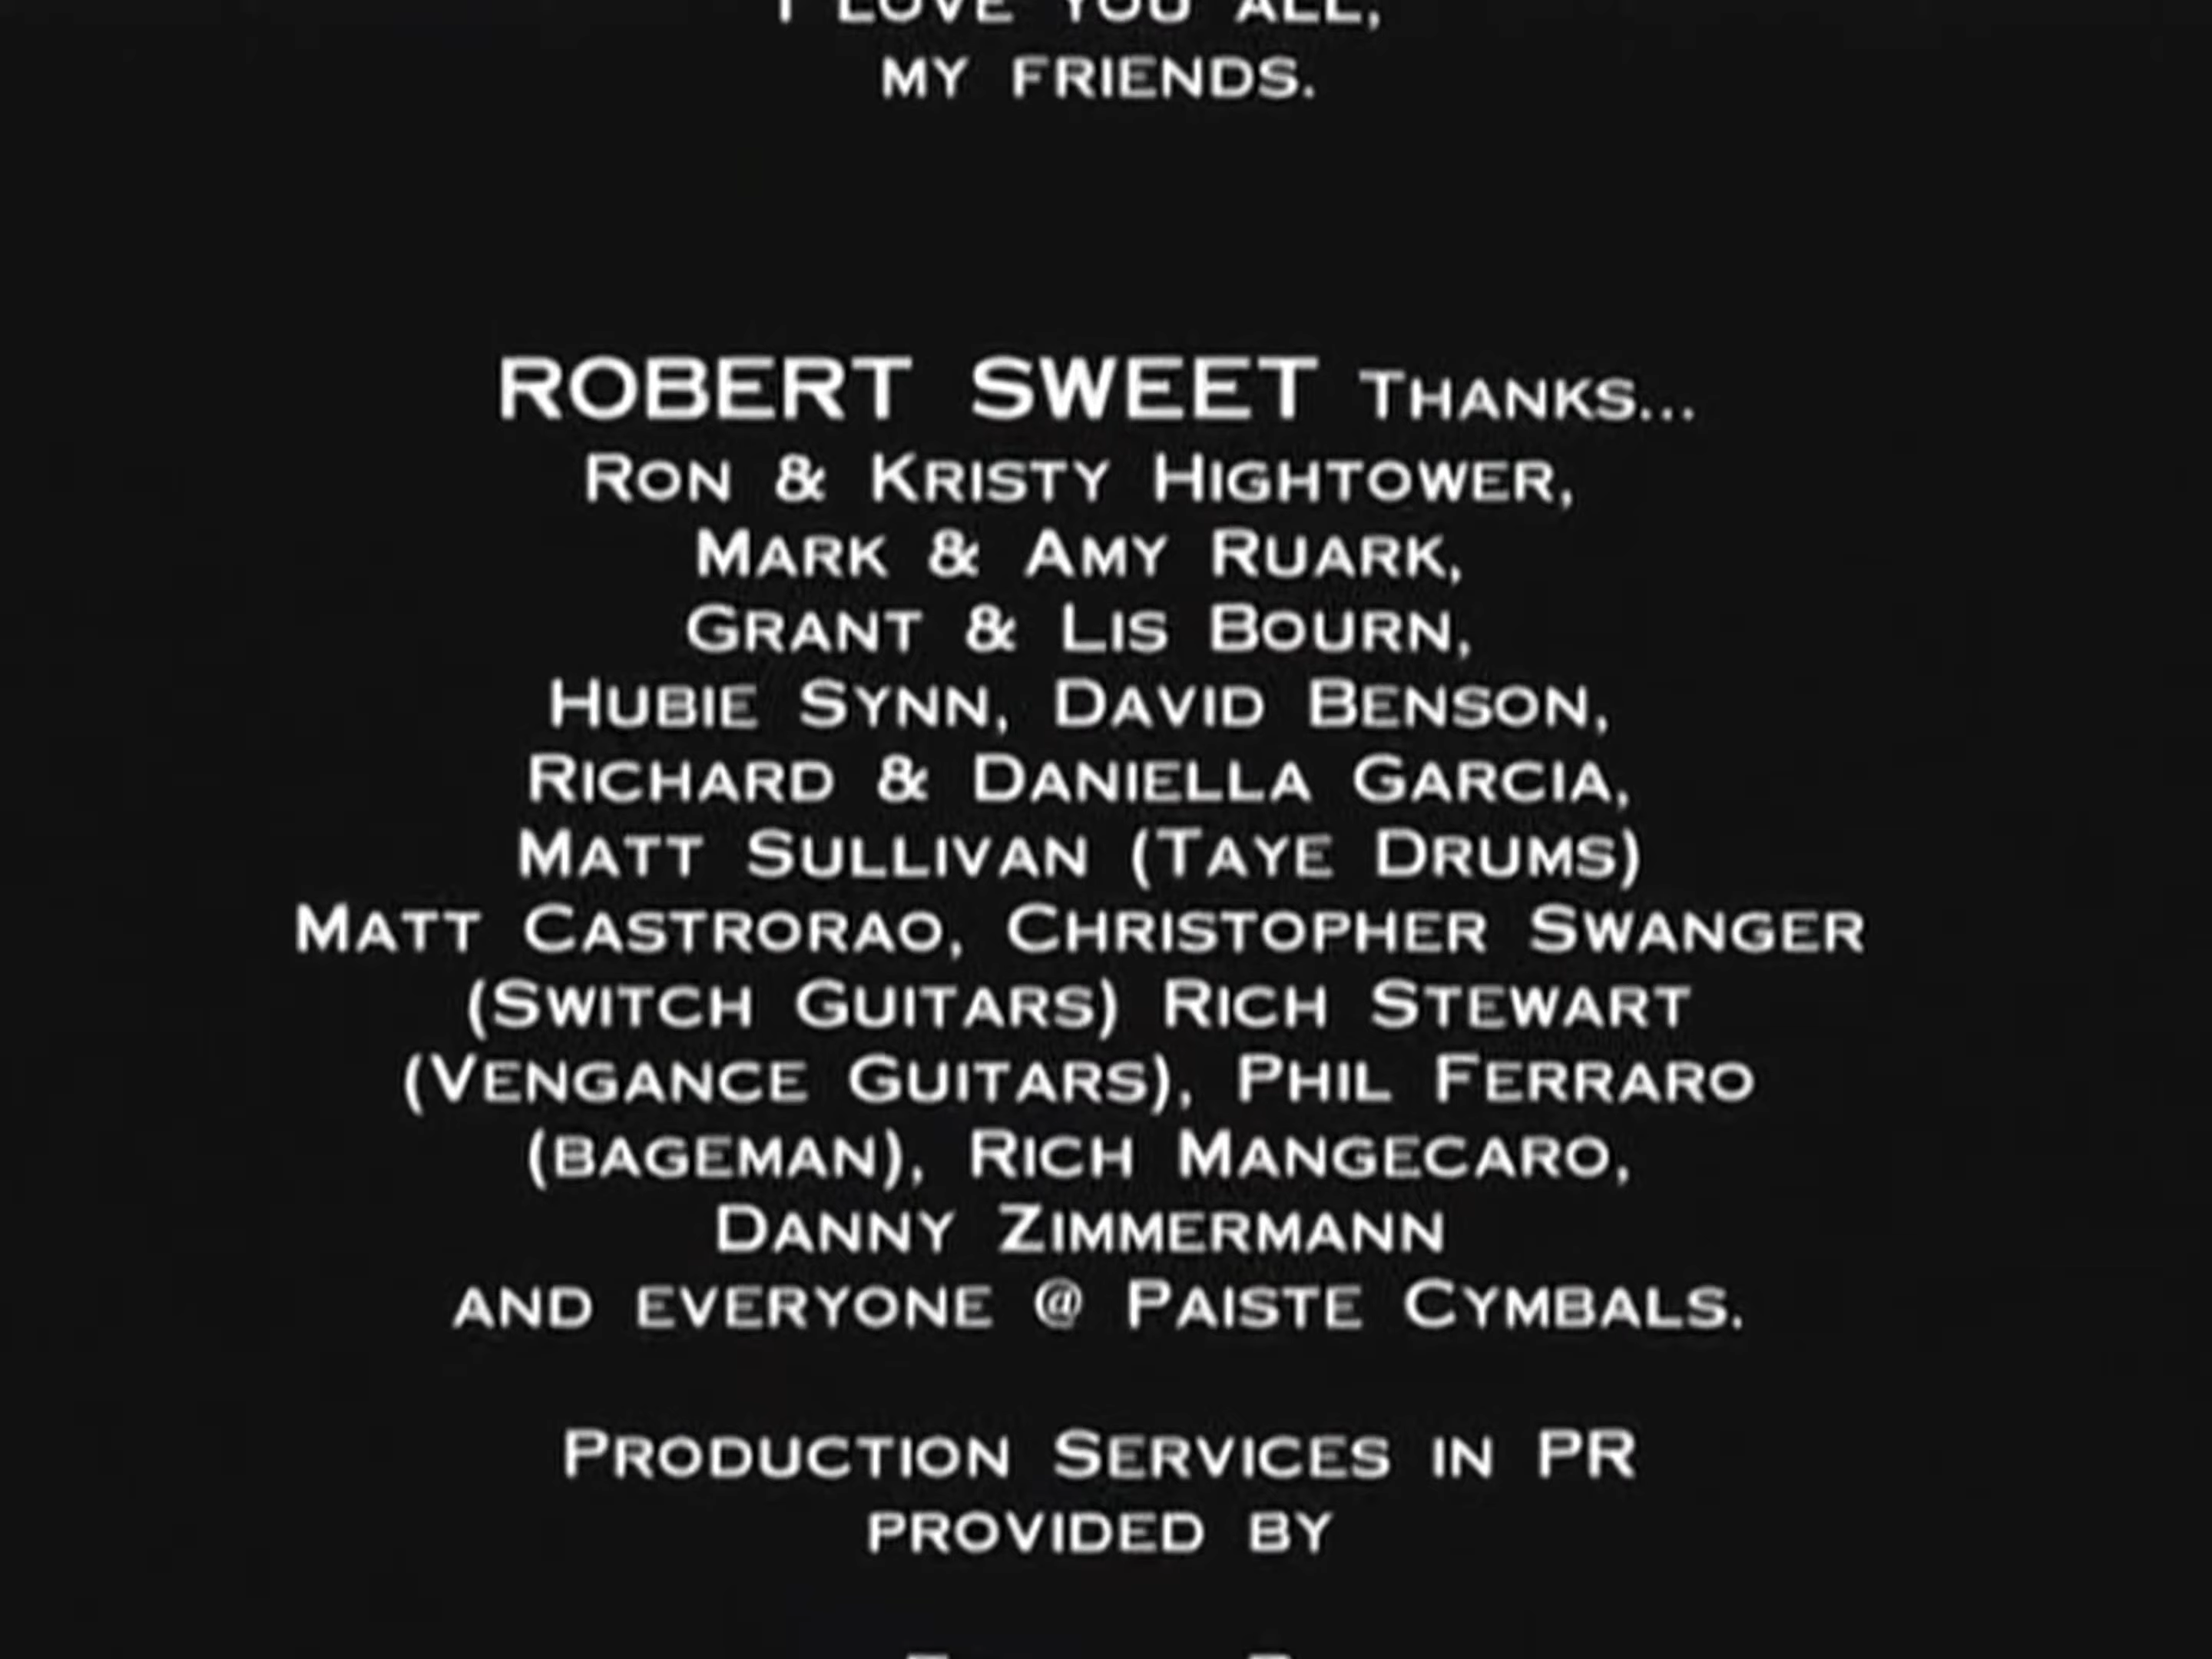 I LOVE YOU ALL,
MY FRIENDS.
ROBERT SWEET THANKS...
RON & KRISTY HIGHTOWER,
MARK & AMY RUARK,
GRANT & LIS BOURN,
HUBIE SYNN, DAVID BENSON,
RICHARD & DANIELLA GARCIA,
MATT SULLIVAN (TAYE DRUMS)
MATT CASTRORAO, CHRISTOPHER SWANGER
(SWITCH GUITARS) RICH STEWART
(VENGANCE GUITARS), PHIL FERRARO
(BAGEMAN), RICH MANGECARO,
DANNY ZIMMERMANN
AND EVERYONE @ PAISTE CYMBALS.
PRODUCTION SERVICES IN PR
PROVIDED BY